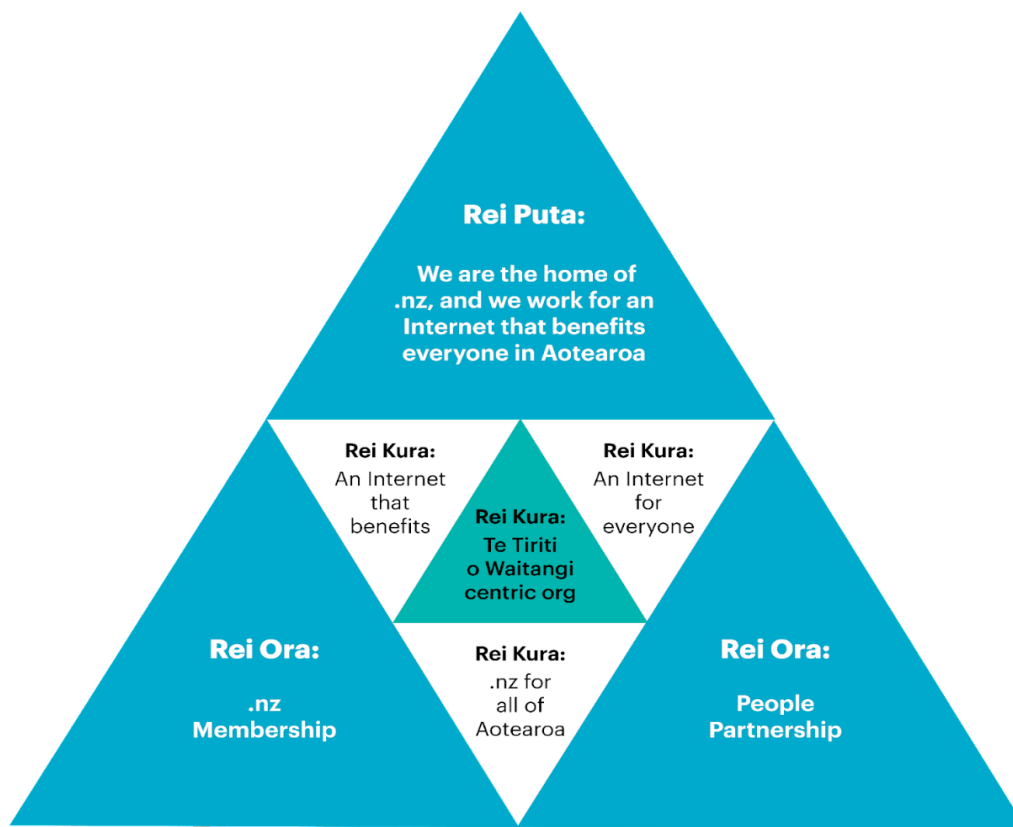 Rei Puta:
We are the home of
.nz, and we work for an
Internet that benefits
everyone in Aotearoa
Rei Kura:
An Internet
that
benefits
Rei Kura:
An Internet
for
everyone
Rei Kura:
Te Tiriti
o Waitangi
centric org
Rei Ora:
.nz
Membership
Rei Kura:
.nz for
all of
Aotearoa
Rei Ora:
People
Partnership